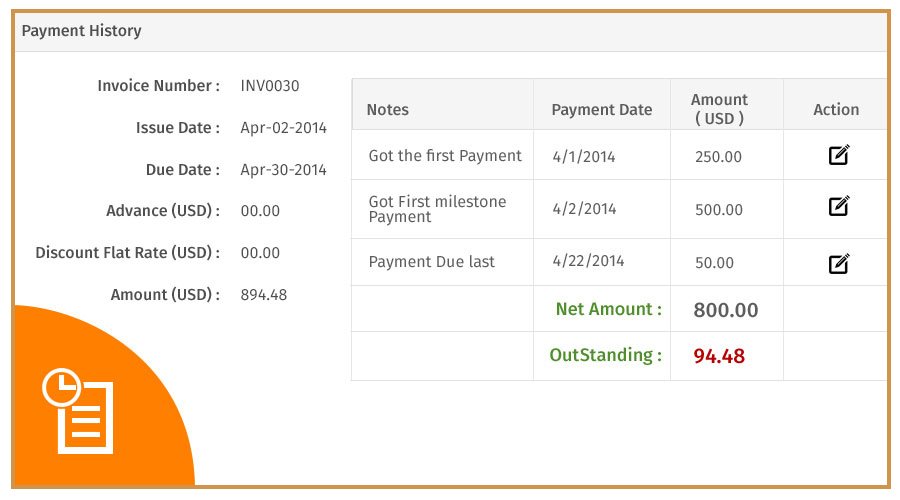 Payment History
Invoice Number : INV0030
Issue Date : Apr-02-2014
Due Date : Apr-30-2014
Advance (USD) : 00.00
Discount Flat Rate (USD) : 00.00
Amount (USD) : 894.48
Notes Payment Date Amount ( USD ) Action
Got the first Payment 4/1/2014 250.00
Got First milestone
Payment 4/2/2014 500.00
Payment Due last 4/22/2014 50.00
Net Amount : 800.00
OutStanding : 94.48